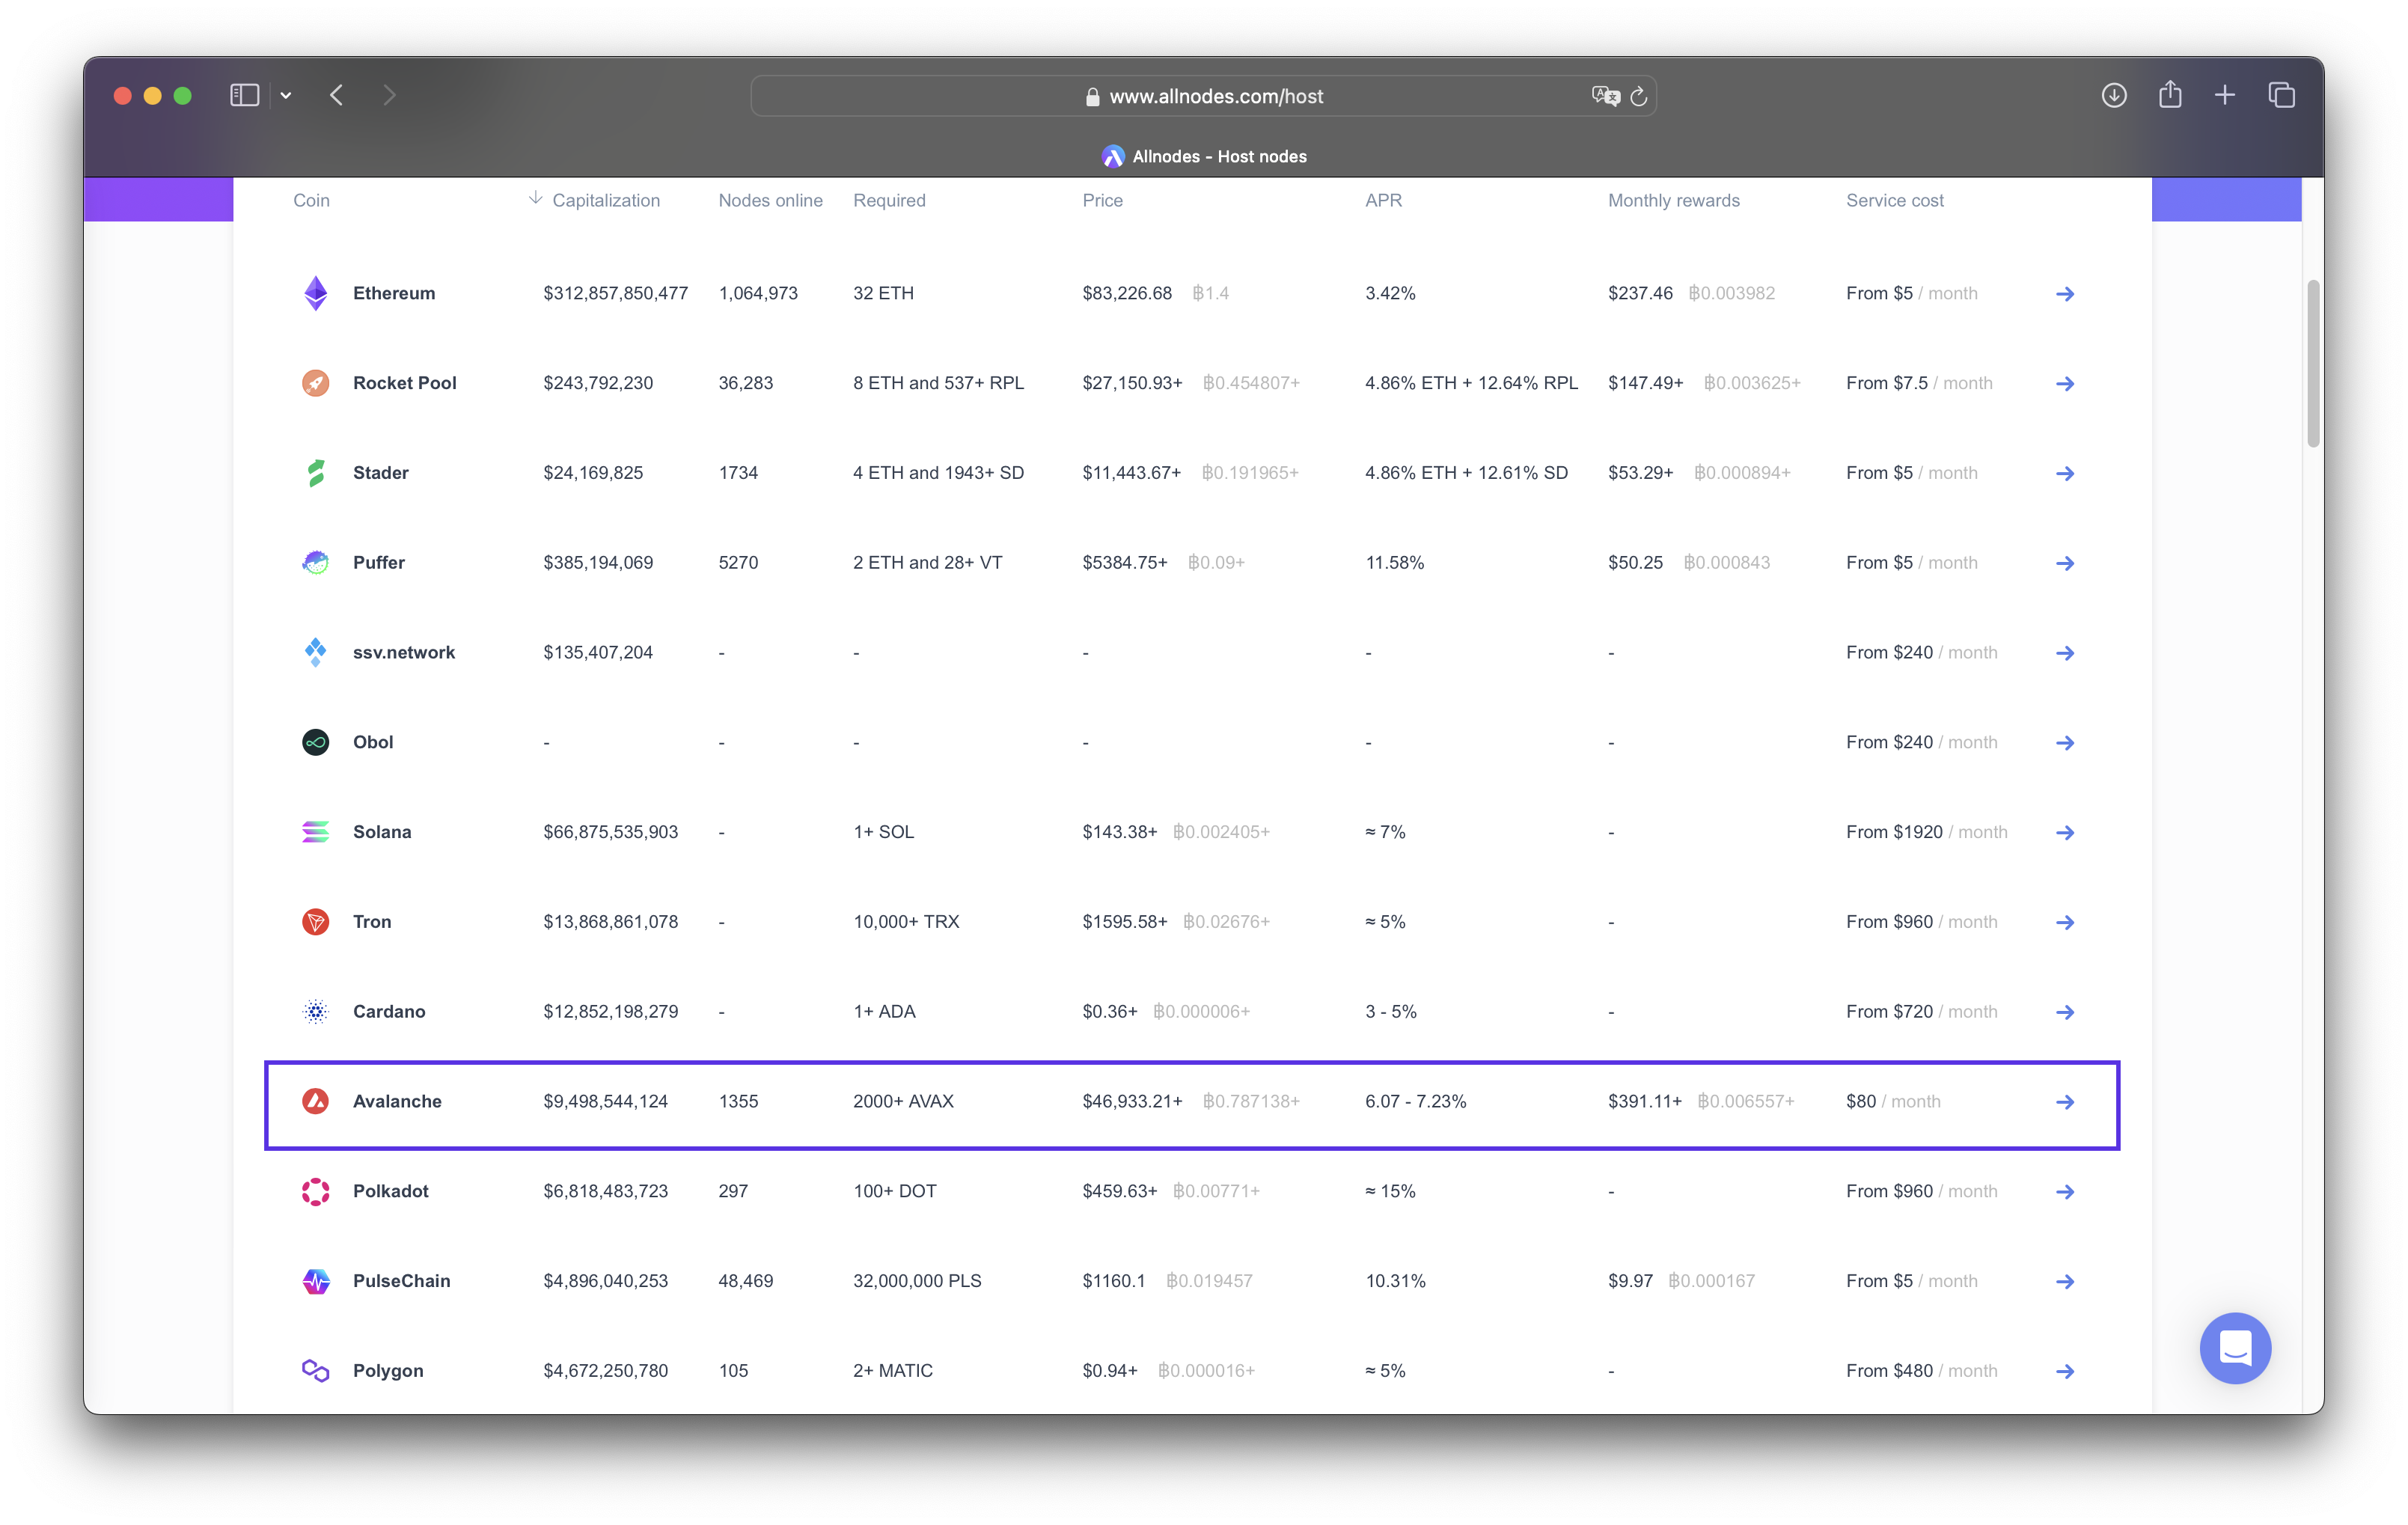 www.allnodes.com/host
Allnodes - Host nodes
Coin ↓ Capitalization Nodes online Required Price APR Monthly rewards Service cost
Ethereum $312,857,850,477 1,064,973 32 ETH $83,226.68 ฿1.4 3.42% $237.46 ฿0.003982 From $5 / month
Rocket Pool $243,792,230 36,283 8 ETH and 537+ RPL $27,150.93+ ฿0.454807+ 4.86% ETH + 12.64% RPL $147.49+ ฿0.003625+ From $7.5 / month
Stader $24,169,825 1734 4 ETH and 1943+ SD $11,443.67+ ฿0.191965+ 4.86% ETH + 12.61% SD $53.29+ ฿0.000894+ From $5 / month
Puffer $385,194,069 5270 2 ETH and 28+ VT $5384.75+ ฿0.09+ 11.58% $50.25 ฿0.000843 From $5 / month
ssv.network $135,407,204 - - - - - From $240 / month
Obol - - - - - - From $240 / month
Solana $66,875,535,903 - 1+ SOL $143.38+ ฿0.002405+ ≈ 7% - From $1920 / month
Tron $13,868,861,078 - 10,000+ TRX $1595.58+ ฿0.02676+ ≈ 5% - From $960 / month
Cardano $12,852,198,279 - 1+ ADA $0.36+ ฿0.000006+ 3 - 5% - From $720 / month
Avalanche $9,498,544,124 1355 2000+ AVAX $46,933.21+ ฿0.787138+ 6.07 - 7.23% $391.11+ ฿0.006557+ $80 / month
Polkadot $6,818,483,723 297 100+ DOT $459.63+ ฿0.00771+ ≈ 15% - From $960 / month
PulseChain $4,896,040,253 48,469 32,000,000 PLS $1160.1 ฿0.019457 10.31% $9.97 ฿0.000167 From $5 / month
Polygon $4,672,250,780 105 2+ MATIC $0.94+ ฿0.000016+ ≈ 5% - From $480 / month